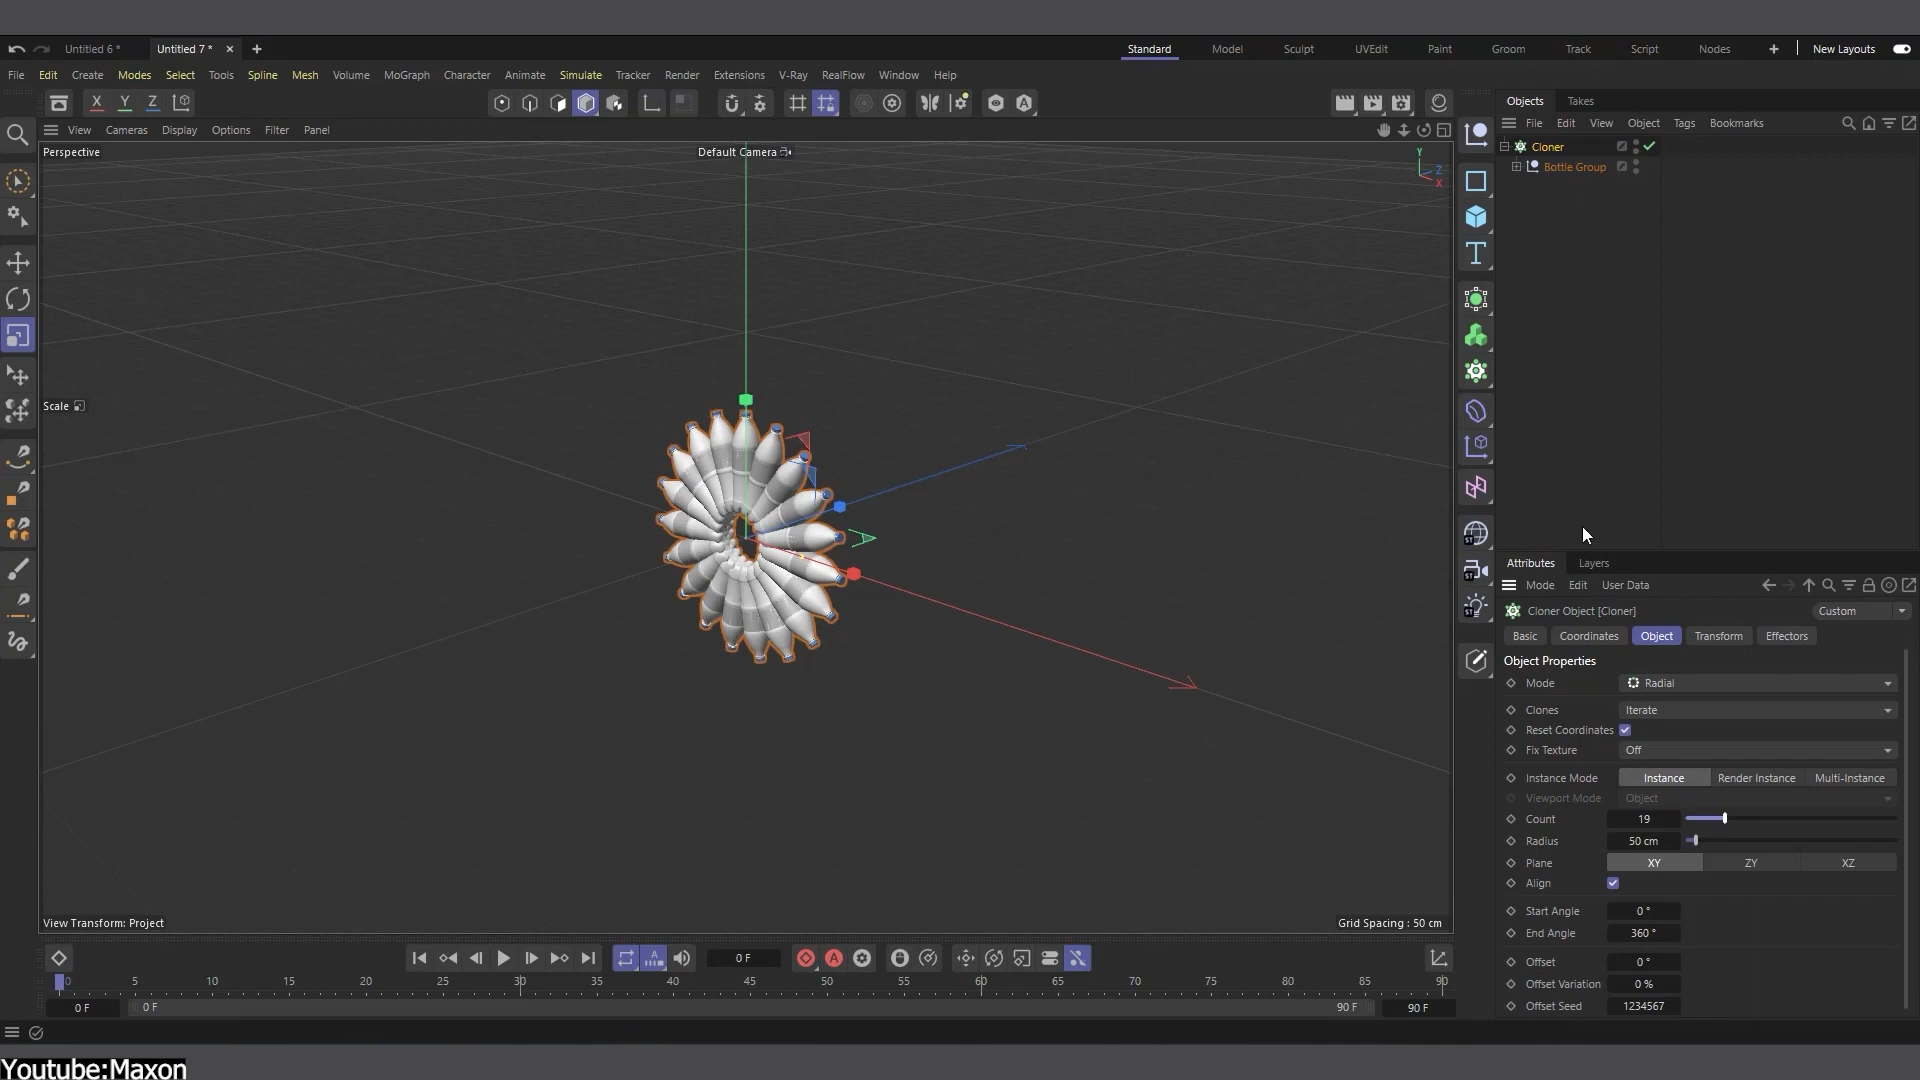 Untitled 6 * Untitled 7 * Standard Model Sculpt UVEdit Paint Groom Track Script Nodes New Layouts
File Edit Create Modes Select Tools Spline Mesh Volume MoGraph Character Animate Simulate Tracker Render Extensions V-Ray RealFlow Window Help
X Y Z A Objects Takes
View Cameras Display Options Filter Panel File Edit View Object Tags Bookmarks
Perspective Default Camera Y Z X Cloner
Bottle Group
Scale
ST
ST
ST
Attributes Layers
Mode Edit User Data
Cloner Object [Cloner] Custom
Basic Coordinates Object Transform Effectors
Object Properties
Mode Radial
Clones Iterate
Reset Coordinates
Fix Texture Off
Instance Mode Instance Render Instance Multi-Instance
Viewport Mode Object
Count 19
Radius 50 cm
Plane XY ZY XZ
Align
Start Angle 0 °
End Angle 360 °
Offset 0 °
Offset Variation 0 %
Offset Seed 1234567
View Transform: Project Grid Spacing : 50 cm
A 0 F A
0 5 10 15 20 25 30 35 40 45 50 55 60 65 70 75 80 85 90
0 F 0 F 90 F 90 F
Youtube:Maxon